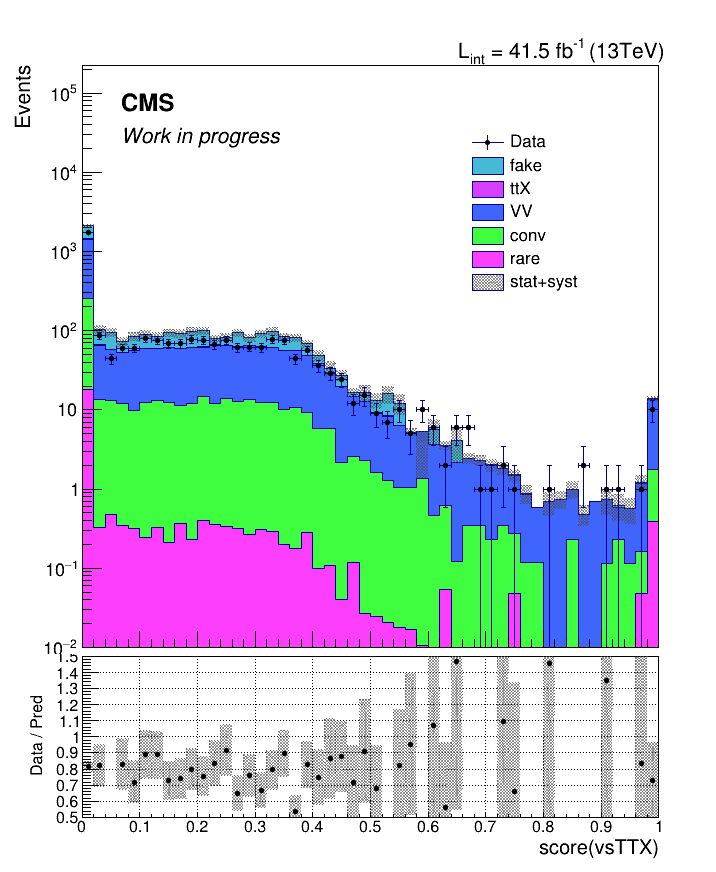 L_int = 41.5 fb^-1 (13TeV)
Events
CMS
Work in progress
Data
fake
ttX
VV
conv
rare
stat+syst
10^5
10^4
10^3
10^2
10
1
10^-1
10^-2
Data / Pred
1.5
1.4
1.3
1.2
1.1
1
0.9
0.8
0.7
0.6
0.5
0 0.1 0.2 0.3 0.4 0.5 0.6 0.7 0.8 0.9 1
score(vsTTX)